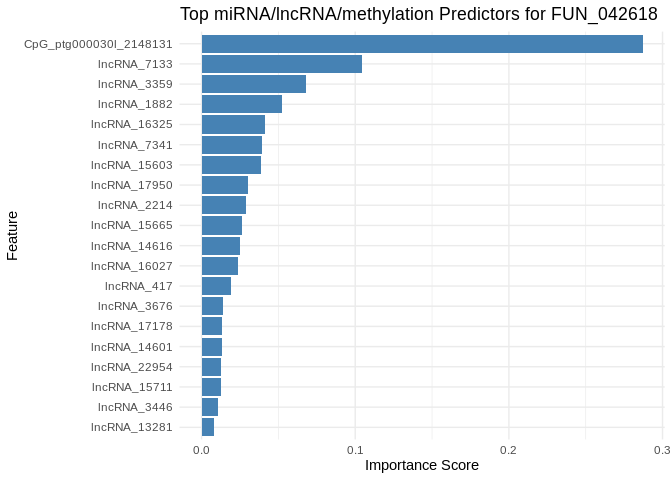 Top miRNA/lncRNA/methylation Predictors for FUN_042618
CpG_ptg000030l_2148131
lncRNA_7133
lncRNA_3359
lncRNA_1882
lncRNA_16325
lncRNA_7341
lncRNA_15603
lncRNA_17950
lncRNA_2214
lncRNA_15665
lncRNA_14616
lncRNA_16027
lncRNA_417
lncRNA_3676
lncRNA_17178
lncRNA_14601
lncRNA_22954
lncRNA_15711
lncRNA_3446
lncRNA_13281
Feature
0.0 0.1 0.2 0.3
Importance Score